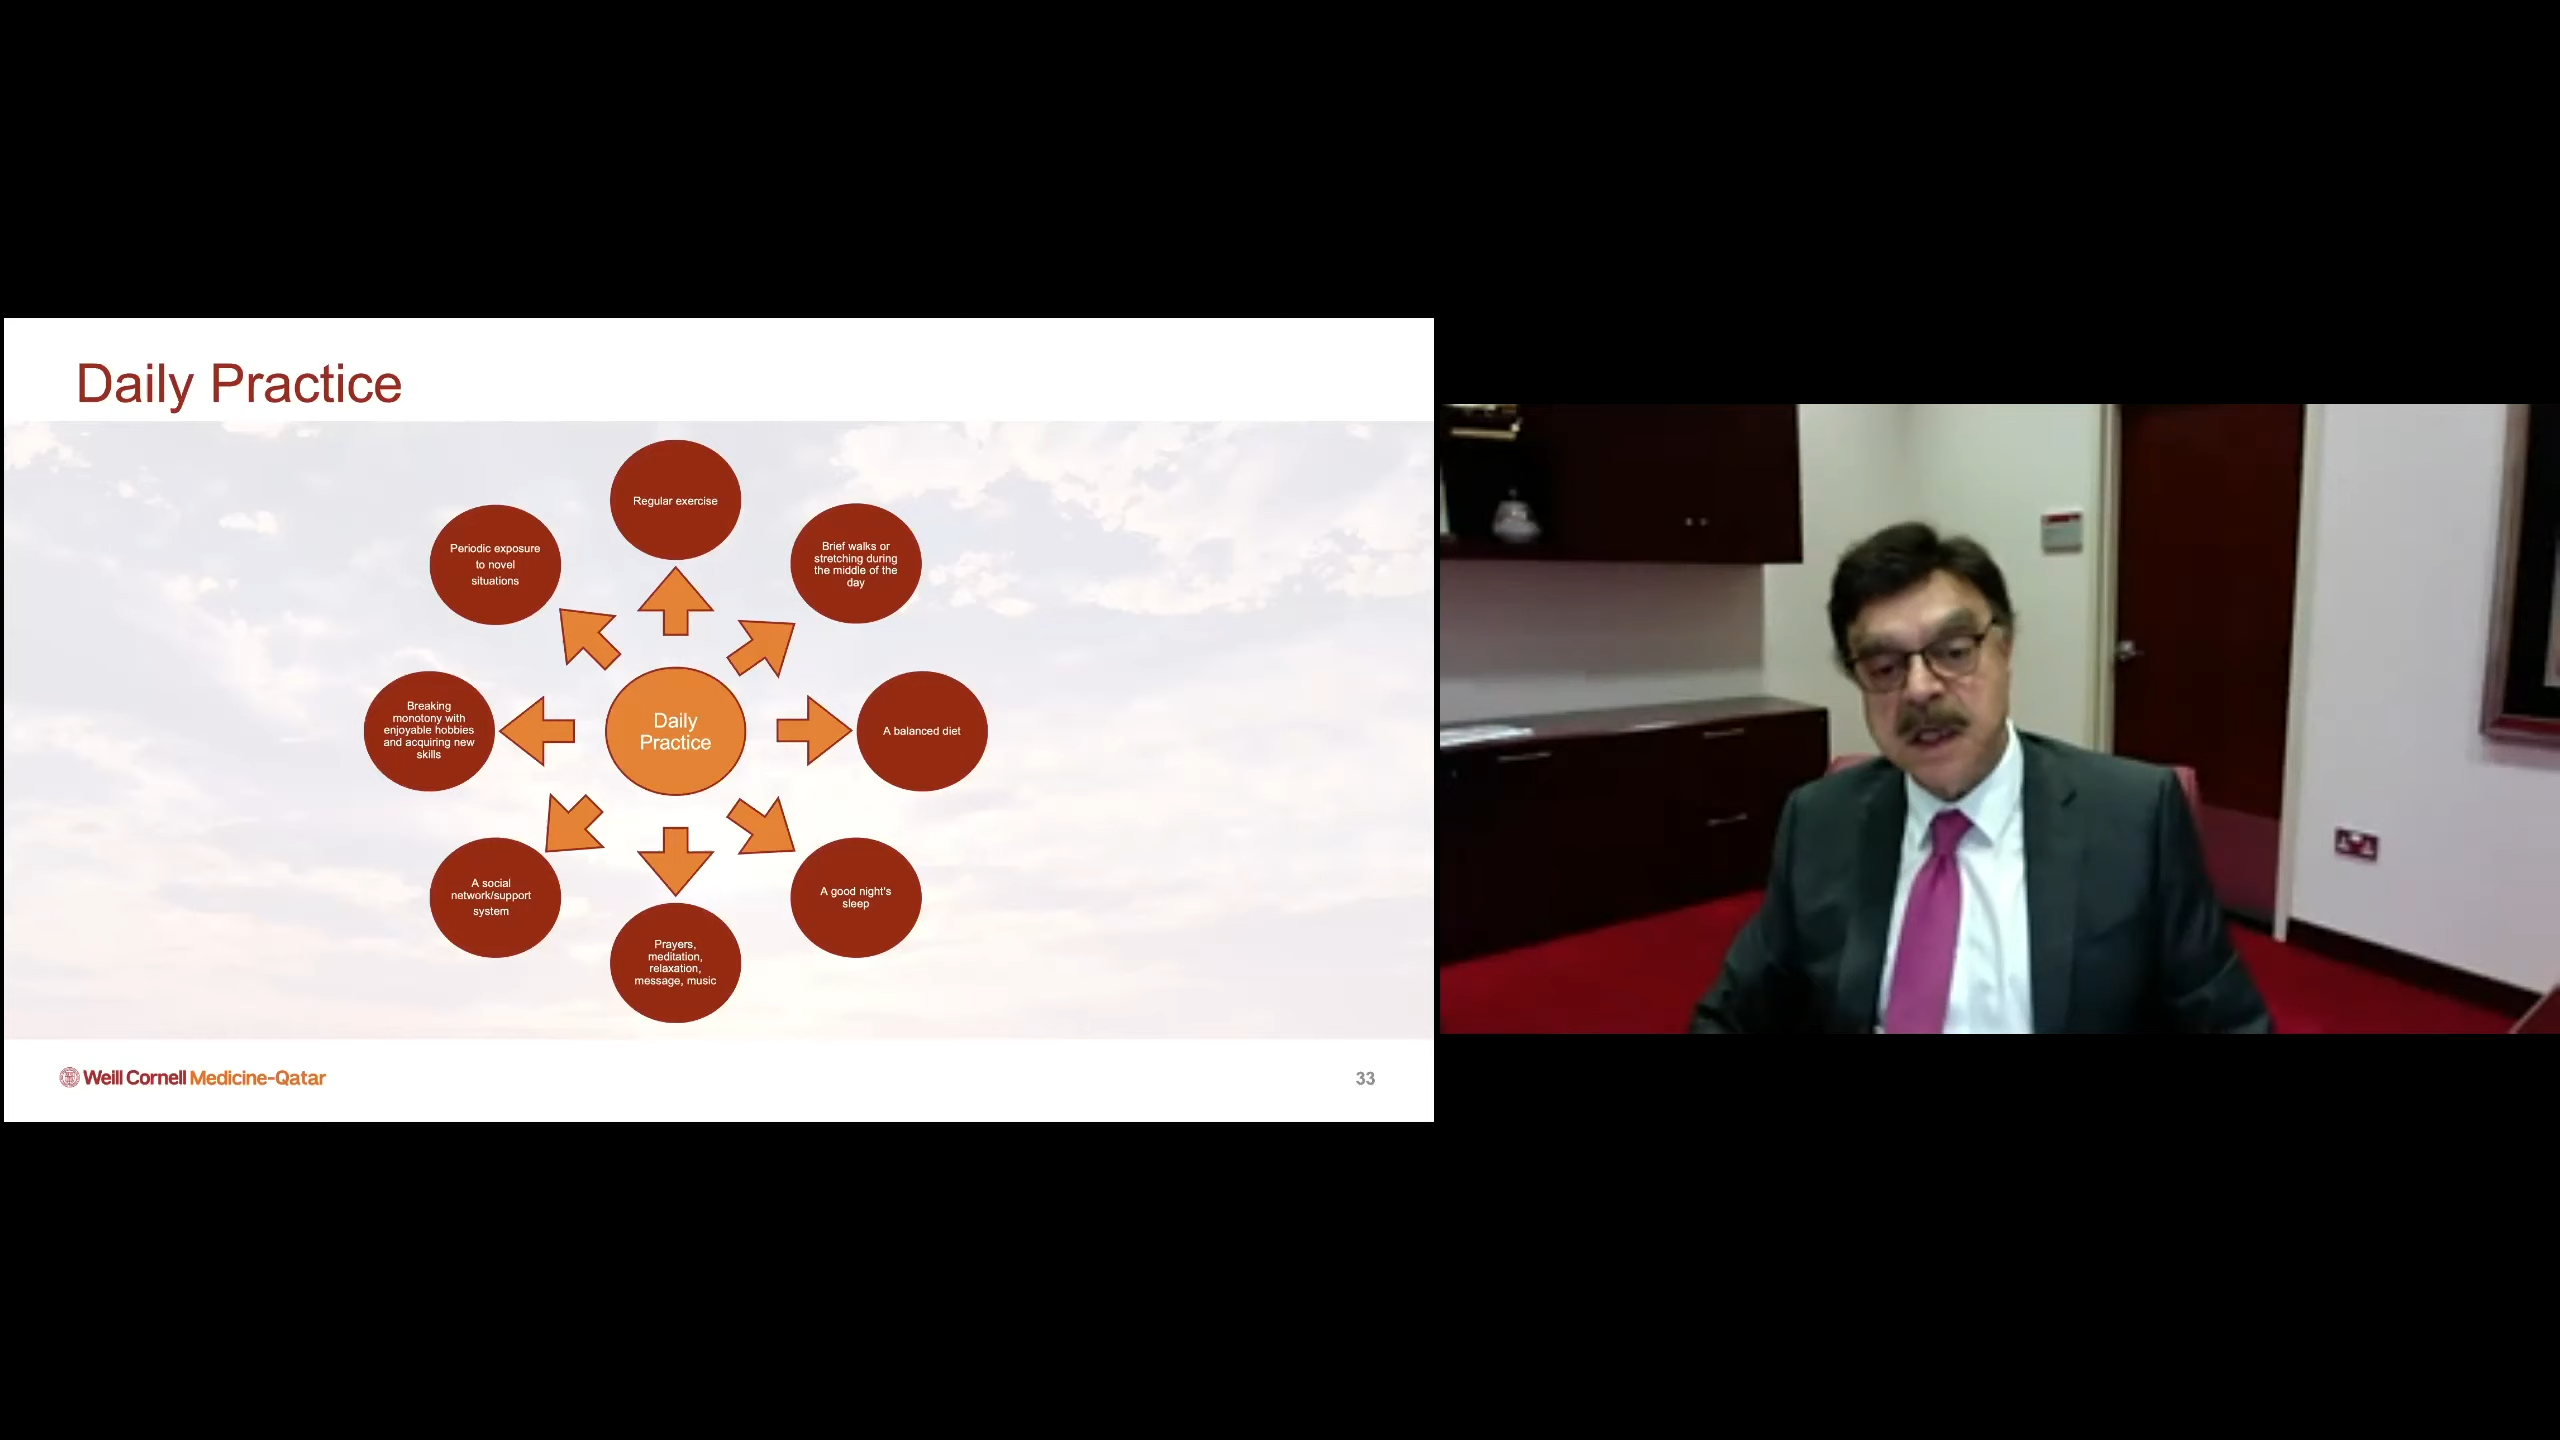 Daily Practice
Regular exercise
Brief walks or
stretching during
the middle of the
day
A balanced diet
A good night's
sleep
Prayers,
meditation,
relaxation,
message, music
A social
network/support
system
Breaking
monotony with
enjoyable hobbies
and acquiring new
skills
Periodic exposure
to novel
situations
Daily
Practice
Weill Cornell Medicine-Qatar
33